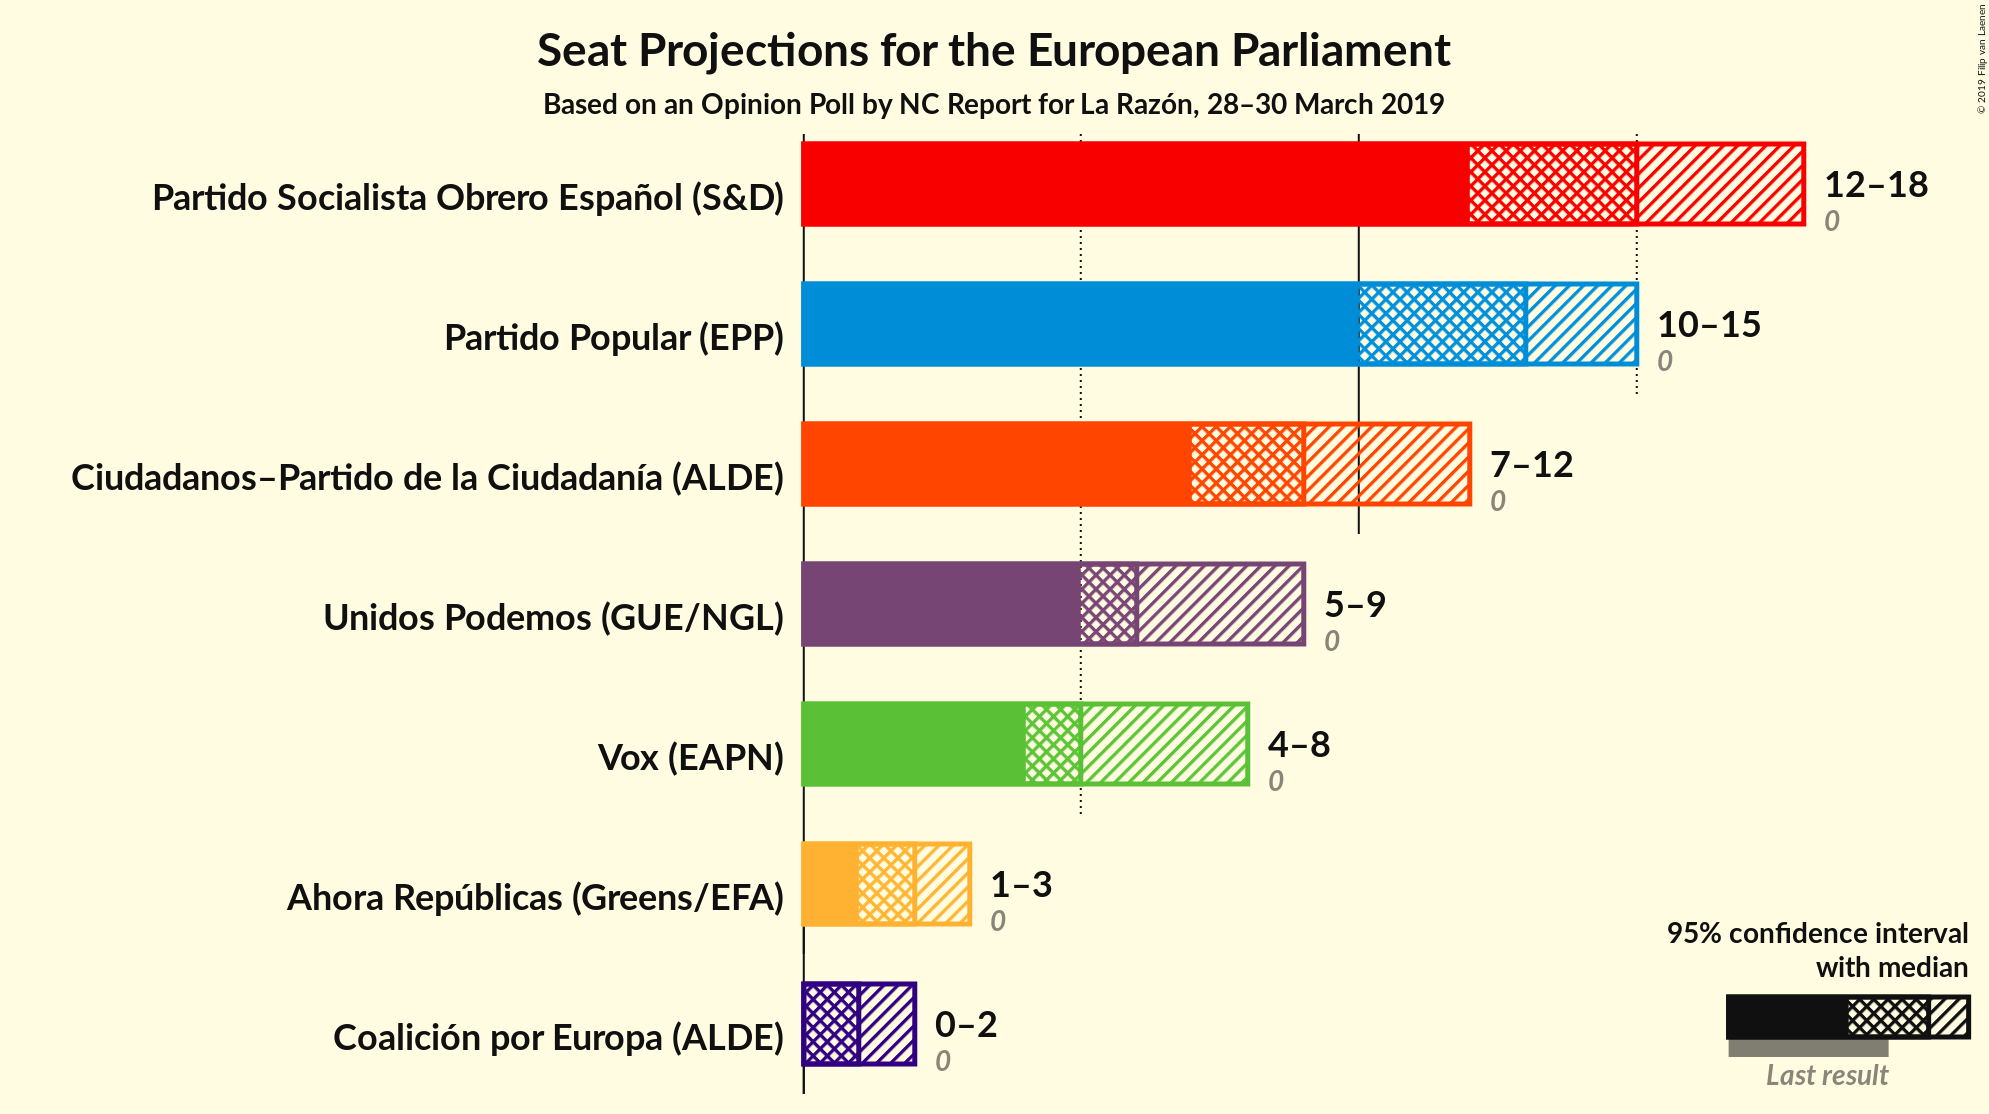 Seat Projections for the European Parliament
Based on an Opinion Poll by NC Report for La Razón, 28–30 March 2019
© 2019 Filip van Laenen
Partido Socialista Obrero Español (S&D)
12–18
0
Partido Popular (EPP)
10–15
0
Ciudadanos–Partido de la Ciudadanía (ALDE)
7–12
0
Unidos Podemos (GUE/NGL)
5–9
0
Vox (EAPN)
4–8
0
Ahora Repúblicas (Greens/EFA)
1–3
0
Coalición por Europa (ALDE)
0–2
0
95% confidence interval
with median
Last result